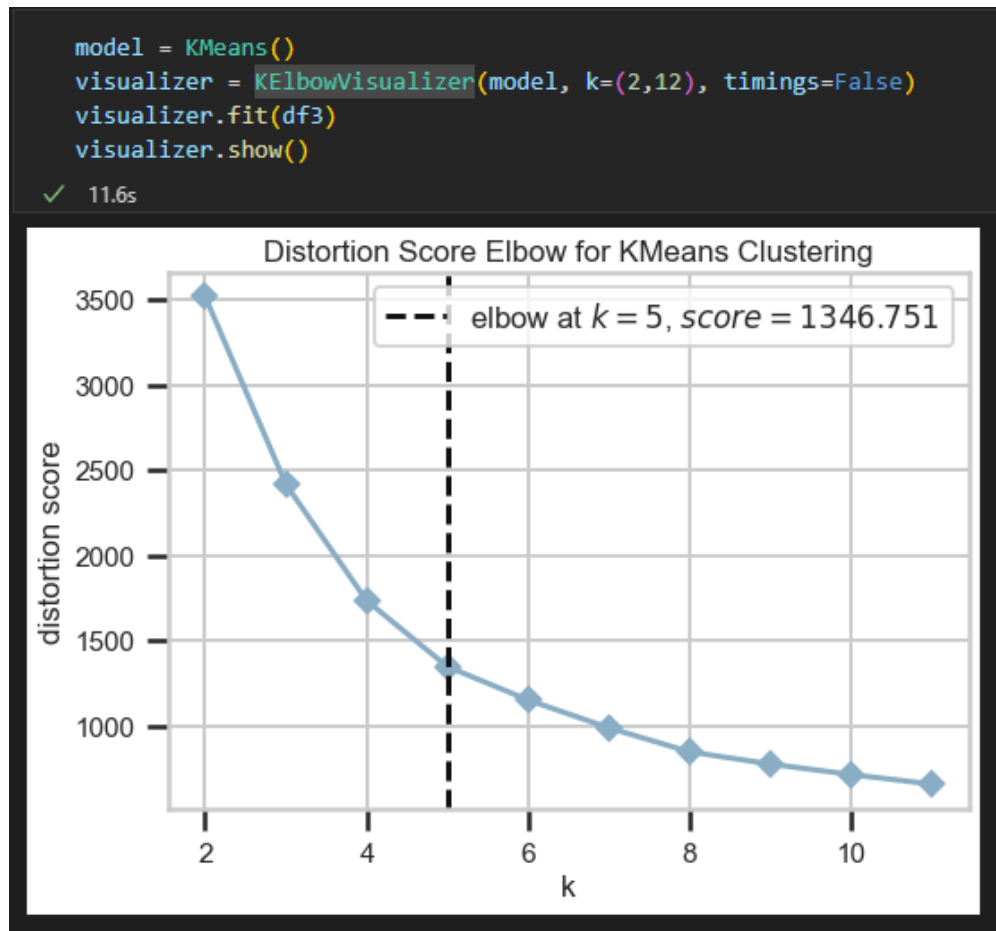 model = KMeans()
visualizer = KElbowVisualizer(model, k=(2,12), timings=False)
visualizer.fit(df3)
visualizer.show()
✓ 11.6s
Distortion Score Elbow for KMeans Clustering
elbow at k = 5, score = 1346.751
3500
3000
2500
2000
1500
1000
distortion score
2 4 6 8 10
k